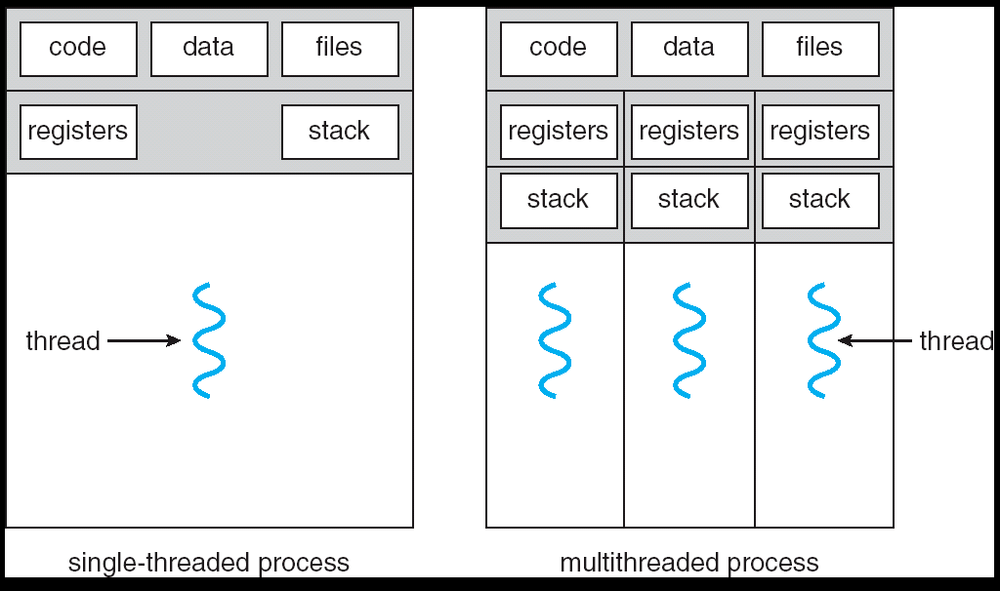 code data files
registers stack
thread
single-threaded process
code data files
registers registers registers
stack stack stack
thread
multithreaded process